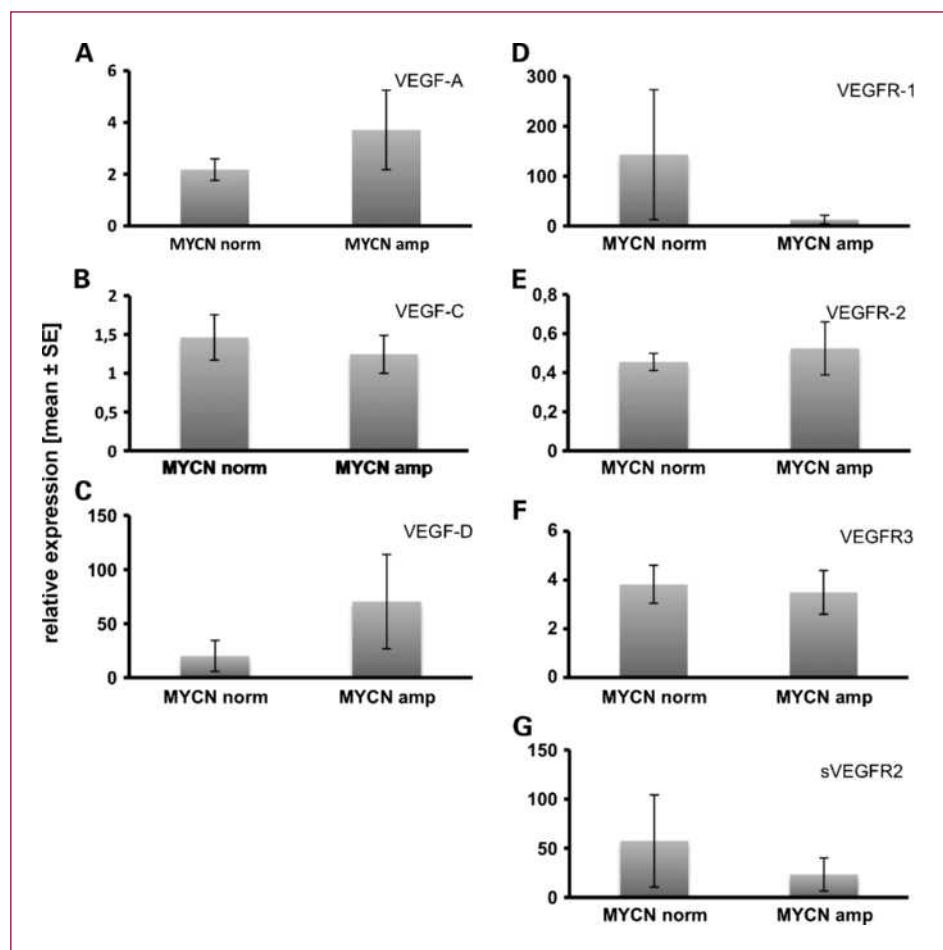 relative expression [mean ± SE]
A
VEGF-A
6
4
2
0
MYCN norm MYCN amp
B
VEGF-C
2
1,5
1
0,5
0
MYCN norm MYCN amp
C
VEGF-D
150
100
50
0
MYCN norm MYCN amp
D
VEGFR-1
300
200
100
0
MYCN norm MYCN amp
E
VEGFR-2
0,8
0,6
0,4
0,2
0
MYCN norm MYCN amp
F
VEGFR3
6
4
2
0
MYCN norm MYCN amp
G
sVEGFR2
150
100
50
0
MYCN norm MYCN amp